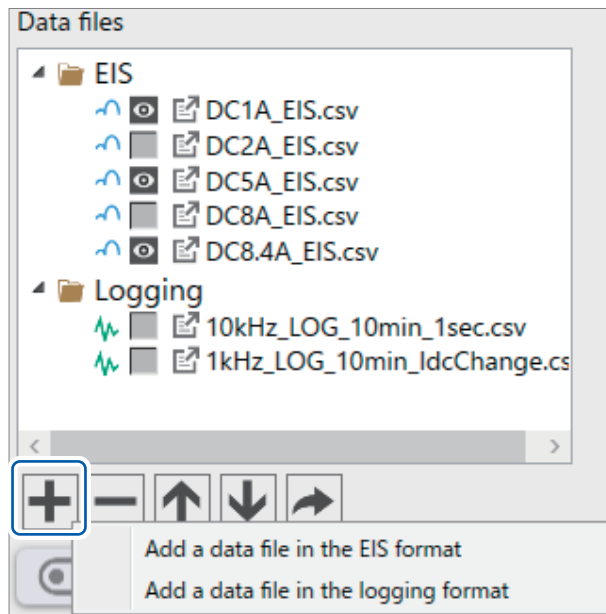 Data files
EIS
DC1A_EIS.csv
DC2A_EIS.csv
DC5A_EIS.csv
DC8A_EIS.csv
DC8.4A_EIS.csv
Logging
10kHz_LOG_10min_1sec.csv
1kHz_LOG_10min_IdcChange.cs
Add a data file in the EIS format
Add a data file in the logging format